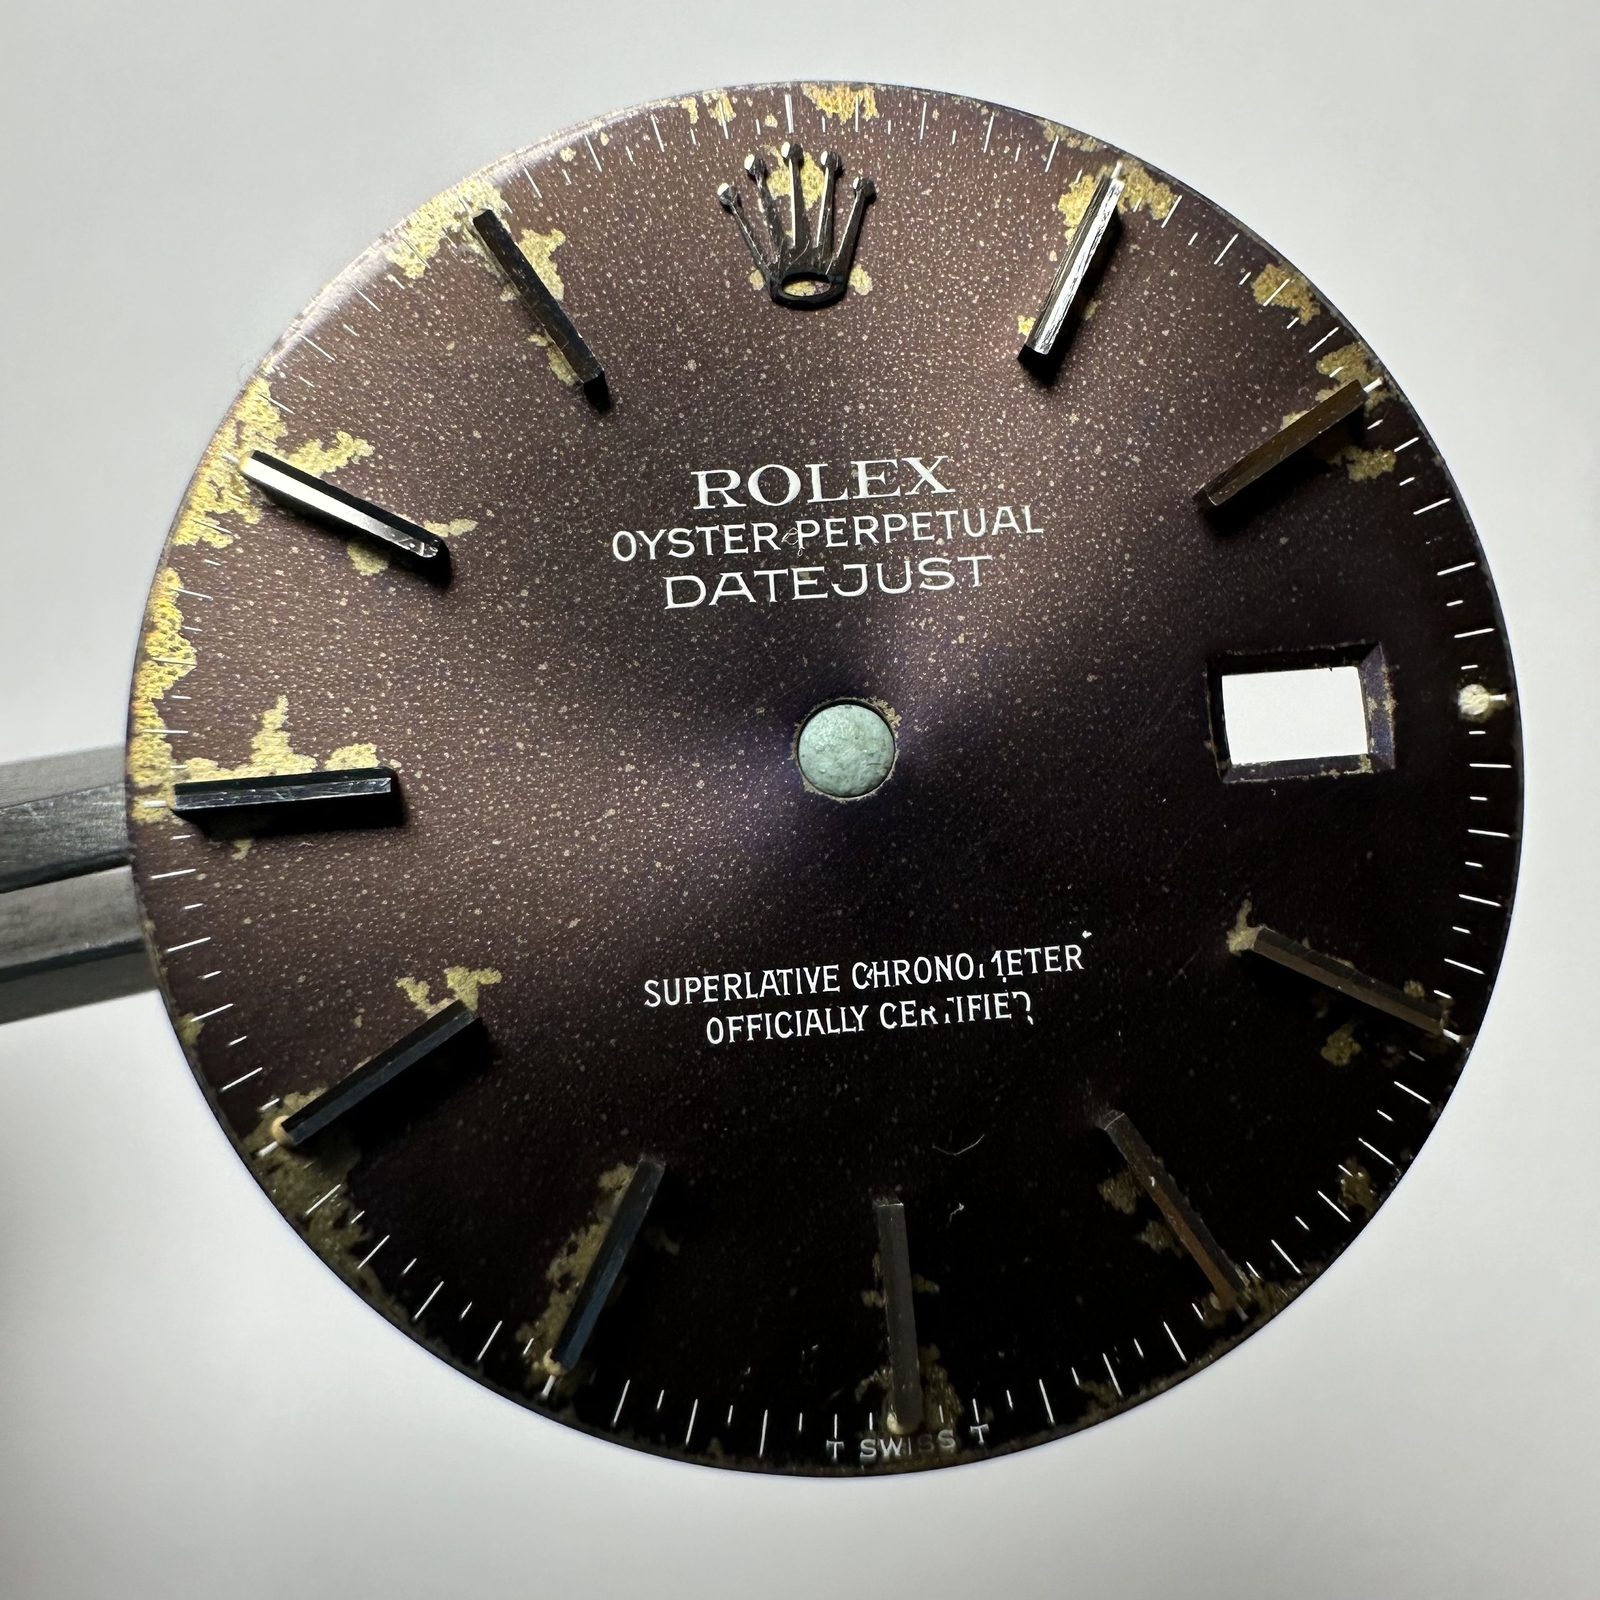 ROLEX
OYSTER PERPETUAL
DATEJUST
SUPERLATIVE CHRONOMETER
OFFICIALLY CERTIFIED
T SWISS T